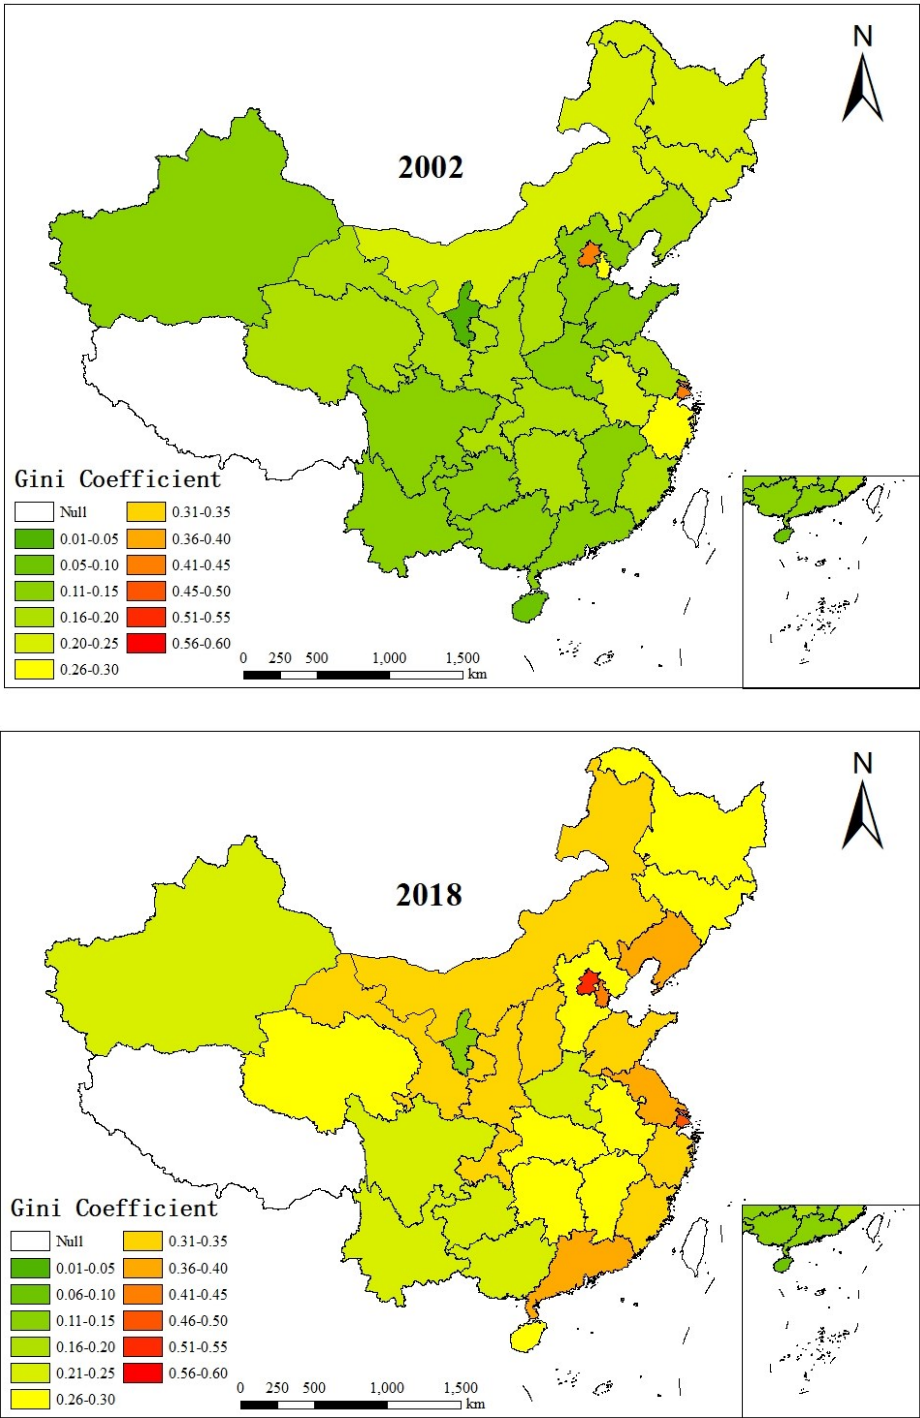 N
2002
Gini Coefficient
Null 0.31-0.35
0.01-0.05 0.36-0.40
0.05-0.10 0.41-0.45
0.11-0.15 0.45-0.50
0.16-0.20 0.51-0.55
0.20-0.25 0.56-0.60
0.26-0.30
0 250 500 1,000 1,500
km
N
2018
Gini Coefficient
Null 0.31-0.35
0.01-0.05 0.36-0.40
0.06-0.10 0.41-0.45
0.11-0.15 0.46-0.50
0.16-0.20 0.51-0.55
0.21-0.25 0.56-0.60
0.26-0.30
0 250 500 1,000 1,500
km